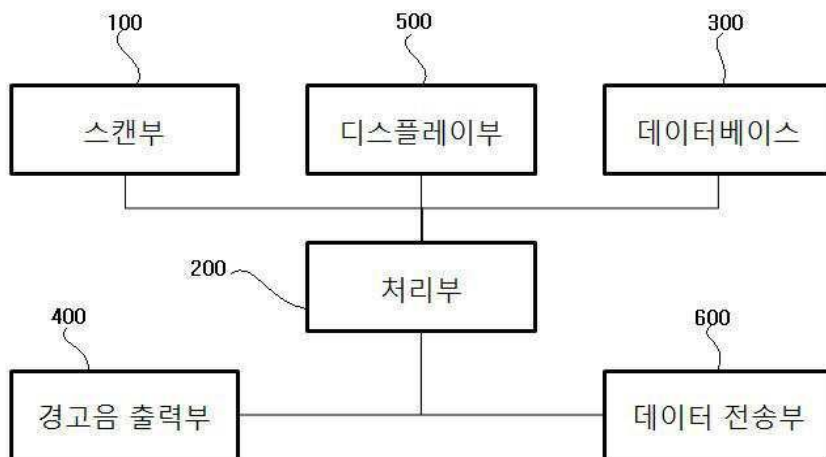 100
500
300
스캔부
디스플레이부
데이터베이스
200
처리부
400
600
경고음 출력부
데이터 전송부